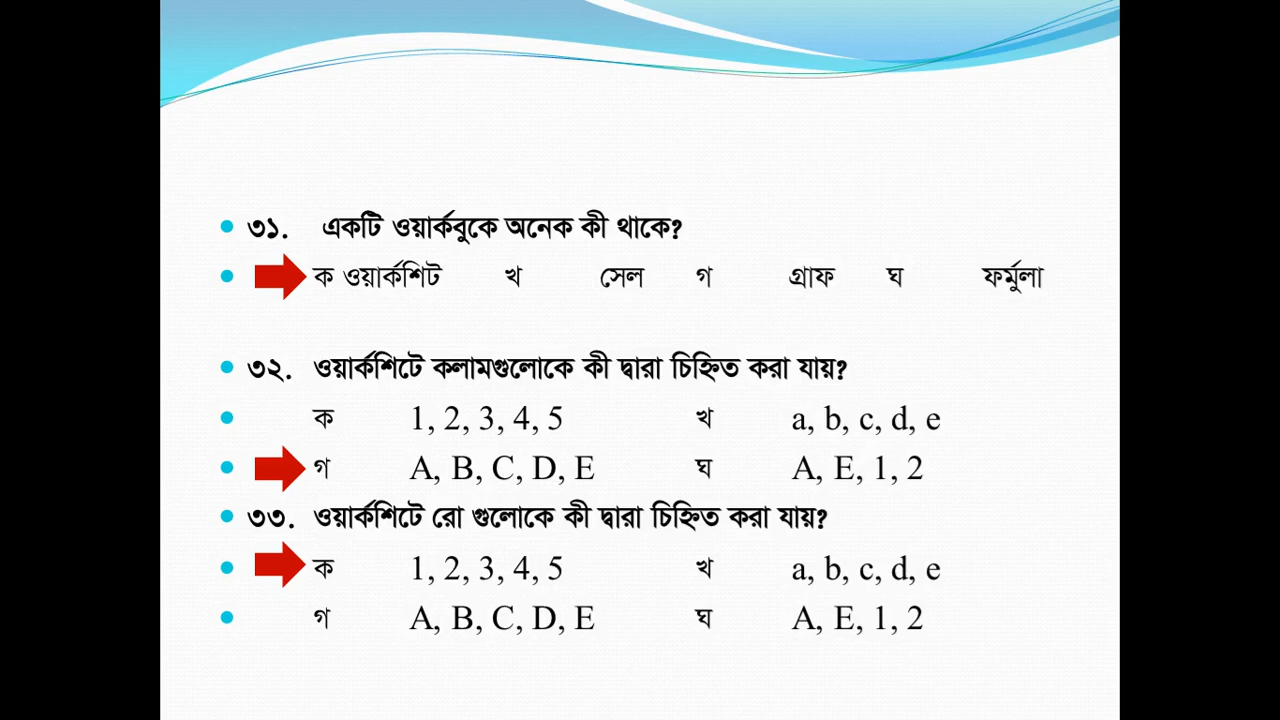 ৩১. একটি ওয়ার্কবুকে অনেক কী থাকে?
ক ওয়ার্কশিট খ সেল গ গ্রাফ ঘ ফর্মুলা
৩২. ওয়ার্কশিটে কলামগুলোকে কী দ্বারা চিহ্নিত করা যায়?
ক 1, 2, 3, 4, 5 খ a, b, c, d, e
গ A, B, C, D, E ঘ A, E, 1, 2
৩৩. ওয়ার্কশিটে রো গুলোকে কী দ্বারা চিহ্নিত করা যায়?
ক 1, 2, 3, 4, 5 খ a, b, c, d, e
গ A, B, C, D, E ঘ A, E, 1, 2